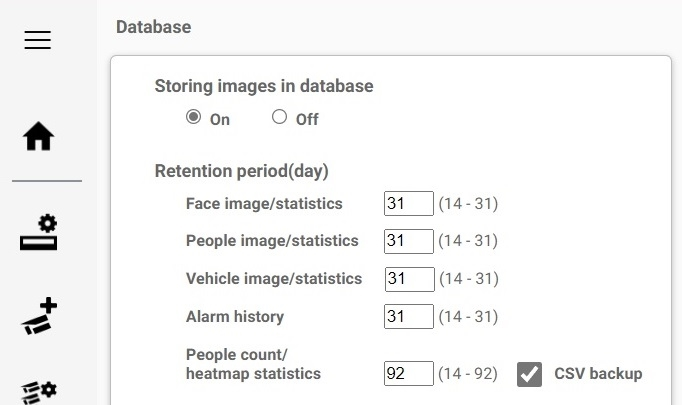 Database
Storing images in database
On Off
Retention period(day)
Face image/statistics 31 (14 - 31)
People image/statistics 31 (14 - 31)
Vehicle image/statistics 31 (14 - 31)
Alarm history 31 (14 - 31)
People count/
heatmap statistics 92 (14 - 92) CSV backup